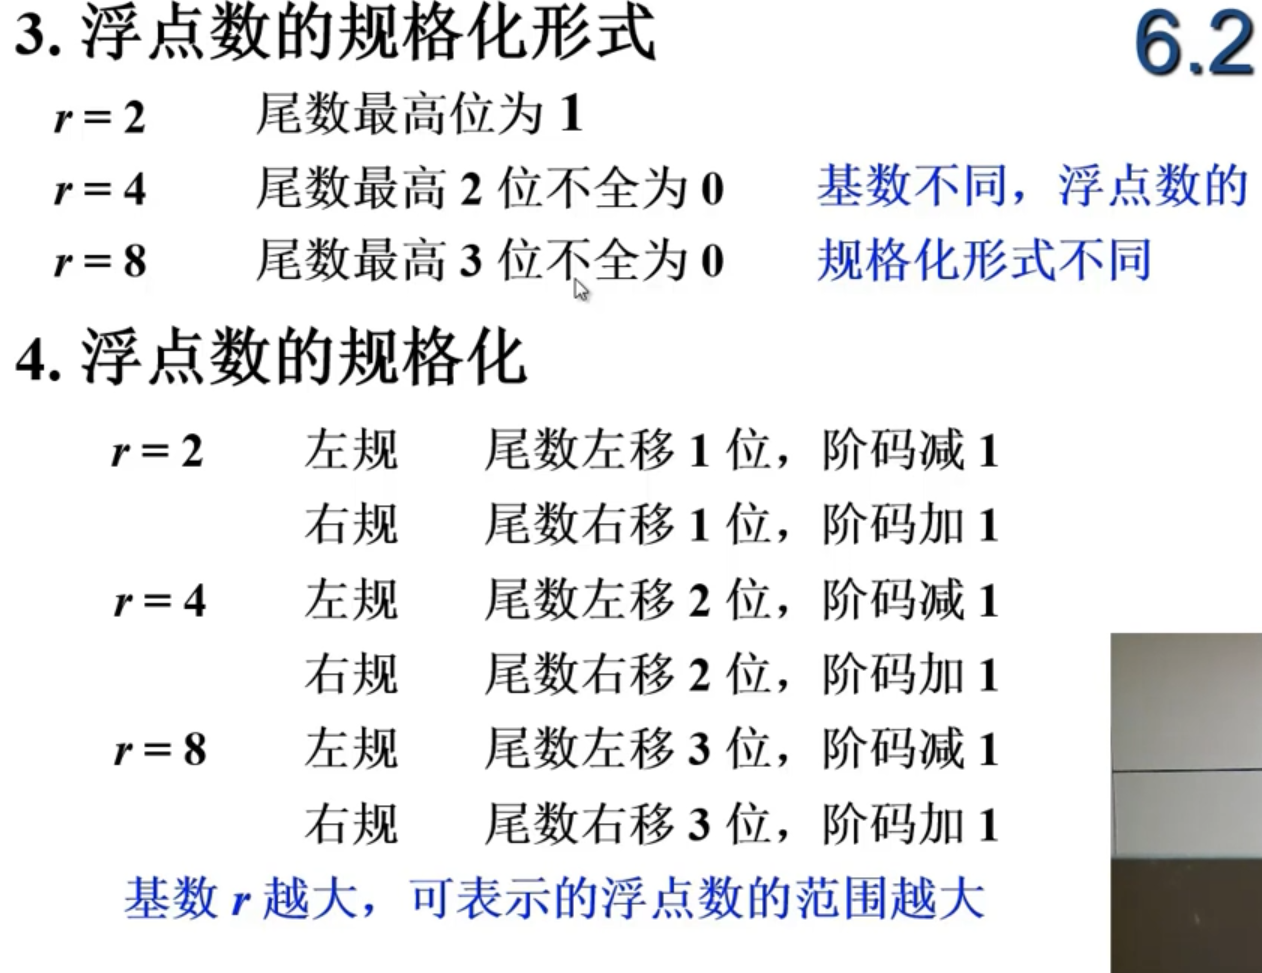 3. 浮点数的规格化形式
6.2
r = 2 尾数最高位为 1
r = 4 尾数最高 2 位不全为 0
r = 8 尾数最高 3 位不全为 0
基数不同，浮点数的
规格化形式不同
4. 浮点数的规格化
r = 2 左规 尾数左移 1 位，阶码减 1
右规 尾数右移 1 位，阶码加 1
r = 4 左规 尾数左移 2 位，阶码减 1
右规 尾数右移 2 位，阶码加 1
r = 8 左规 尾数左移 3 位，阶码减 1
右规 尾数右移 3 位，阶码加 1
基数 r 越大，可表示的浮点数的范围越大